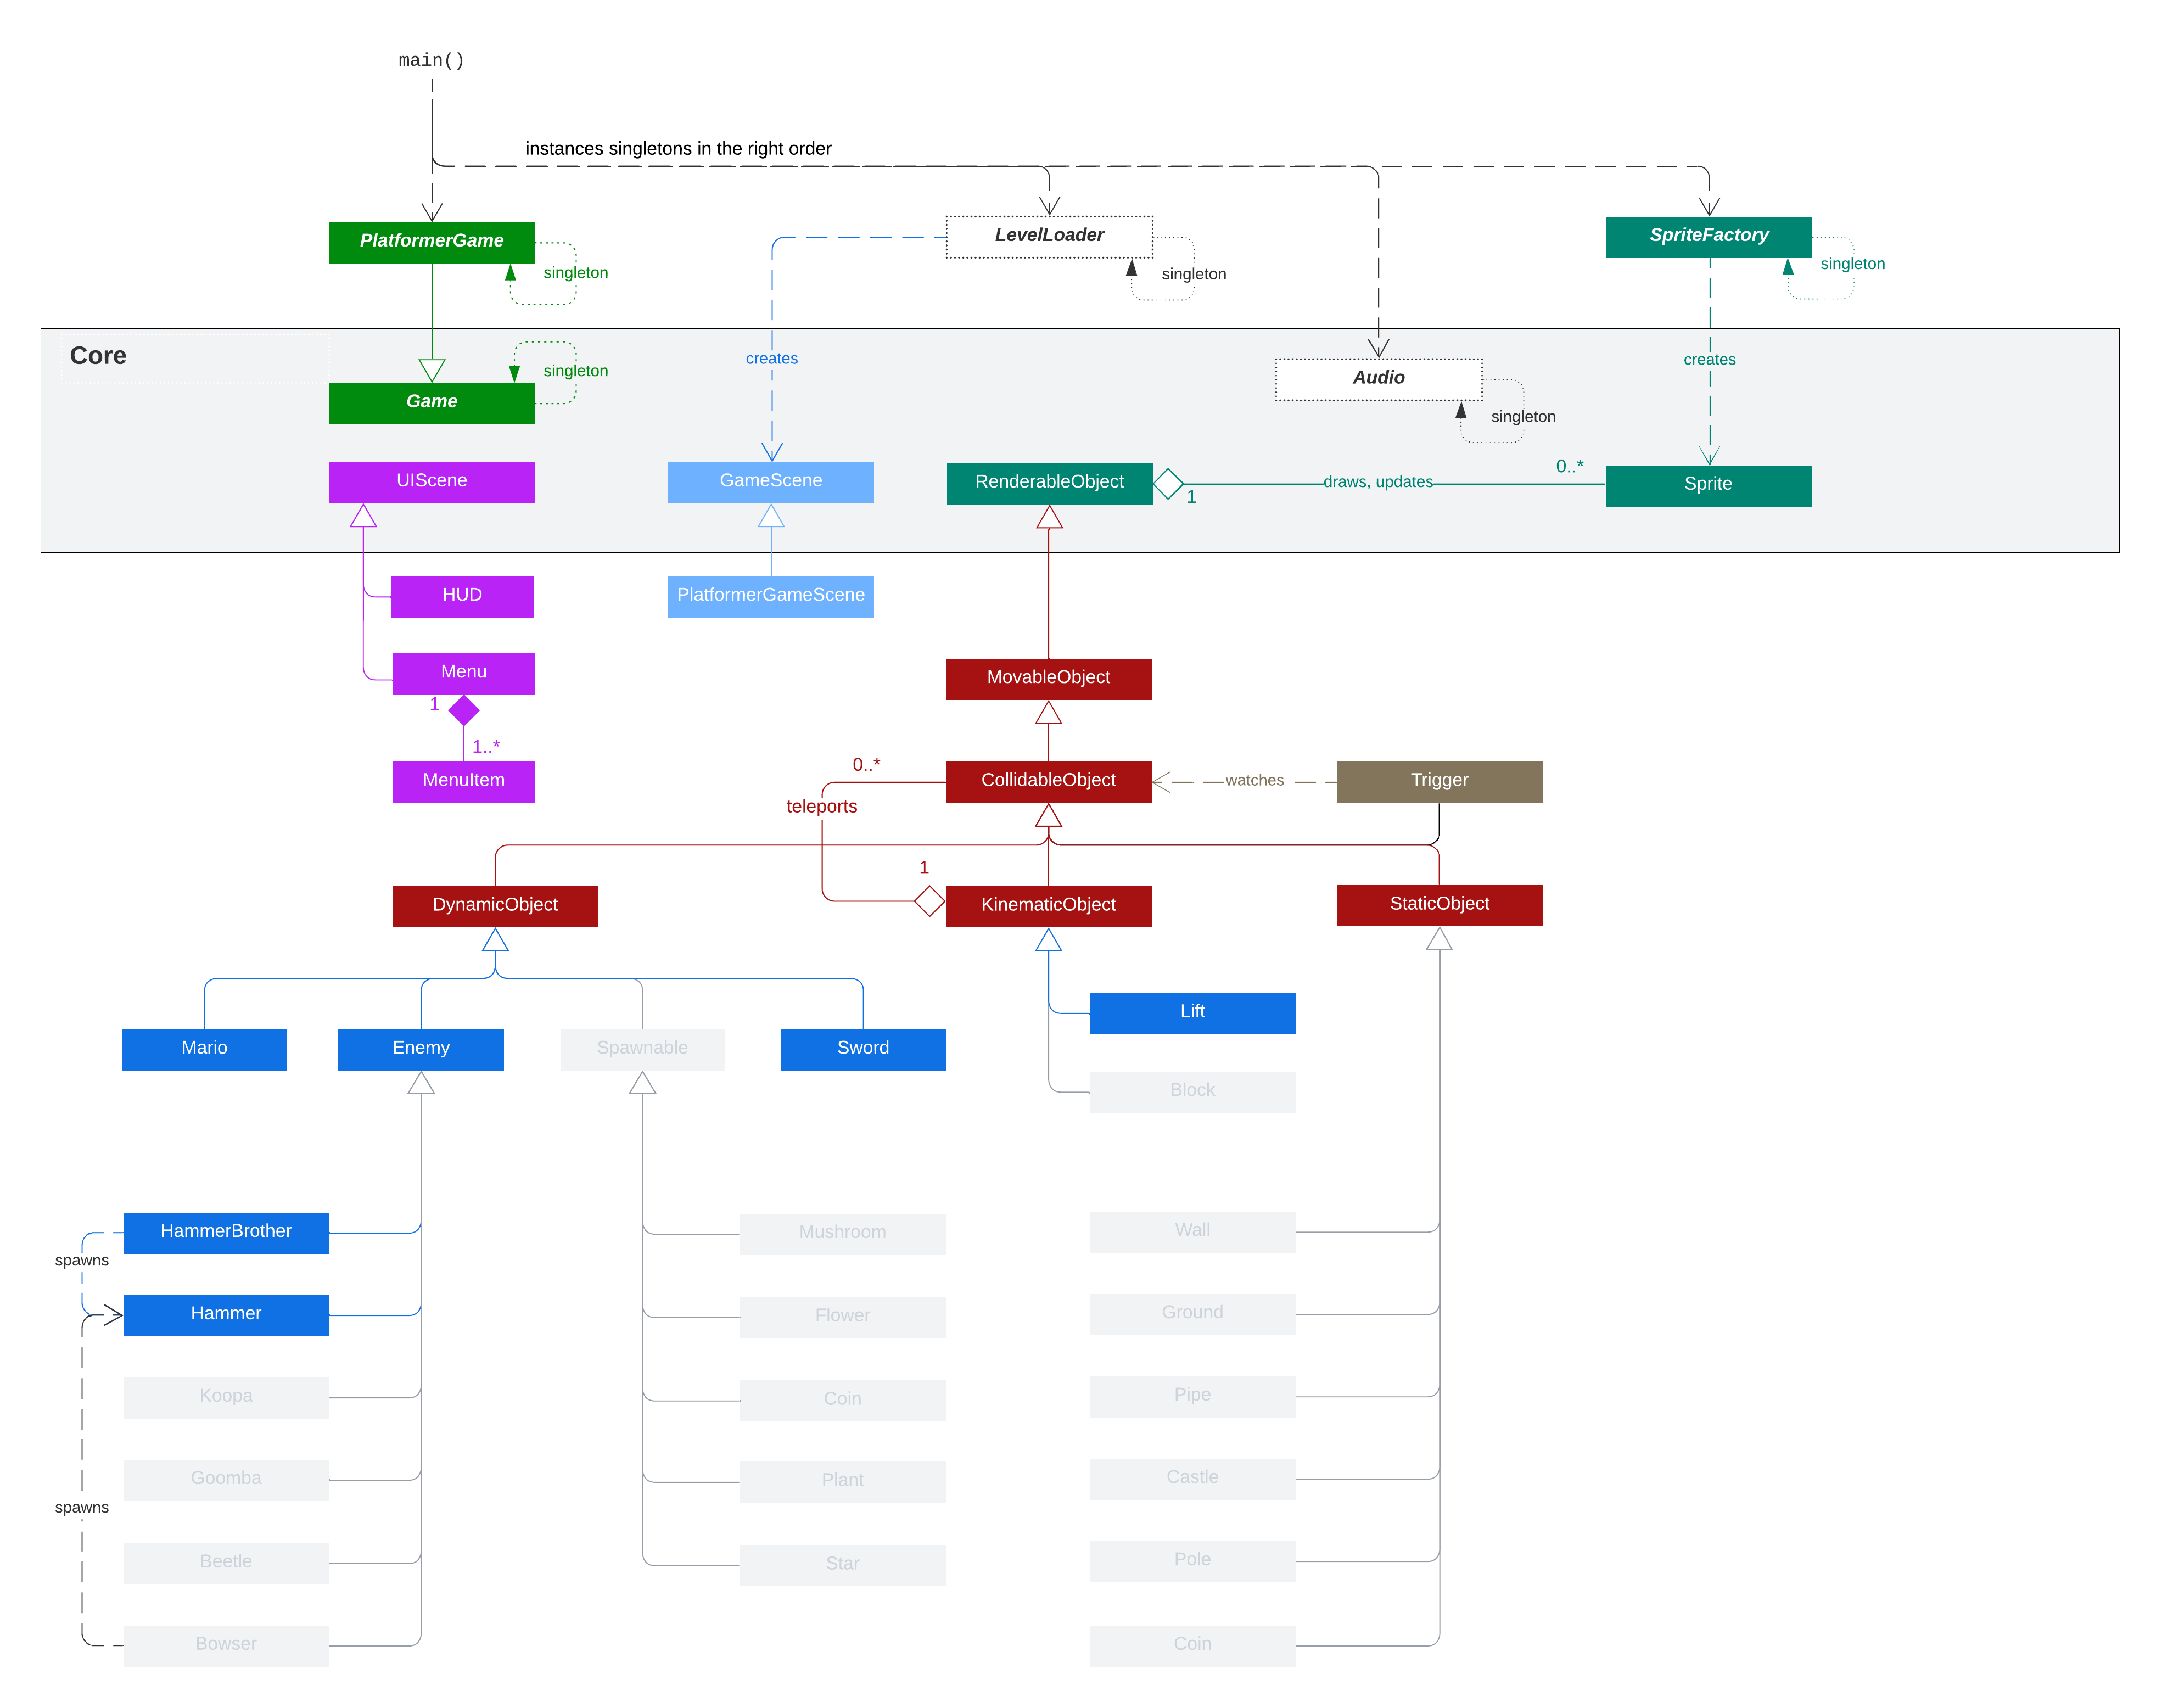 main()
instances singletons in the right order
PlatformerGame
singleton
LevelLoader
singleton
SpriteFactory
singleton
Core
Game
singleton
creates
Audio
singleton
creates
UIScene
GameScene
RenderableObject
1
draws, updates
0..*
Sprite
HUD
PlatformerGameScene
Menu
1
1..*
MenuItem
MovableObject
0..*
CollidableObject
watches
Trigger
teleports
1
DynamicObject
KinematicObject
StaticObject
Mario
Enemy
Spawnable
Sword
Lift
Block
HammerBrother
spawns
Hammer
Koopa
Goomba
spawns
Beetle
Bowser
Mushroom
Flower
Coin
Plant
Star
Wall
Ground
Pipe
Castle
Pole
Coin